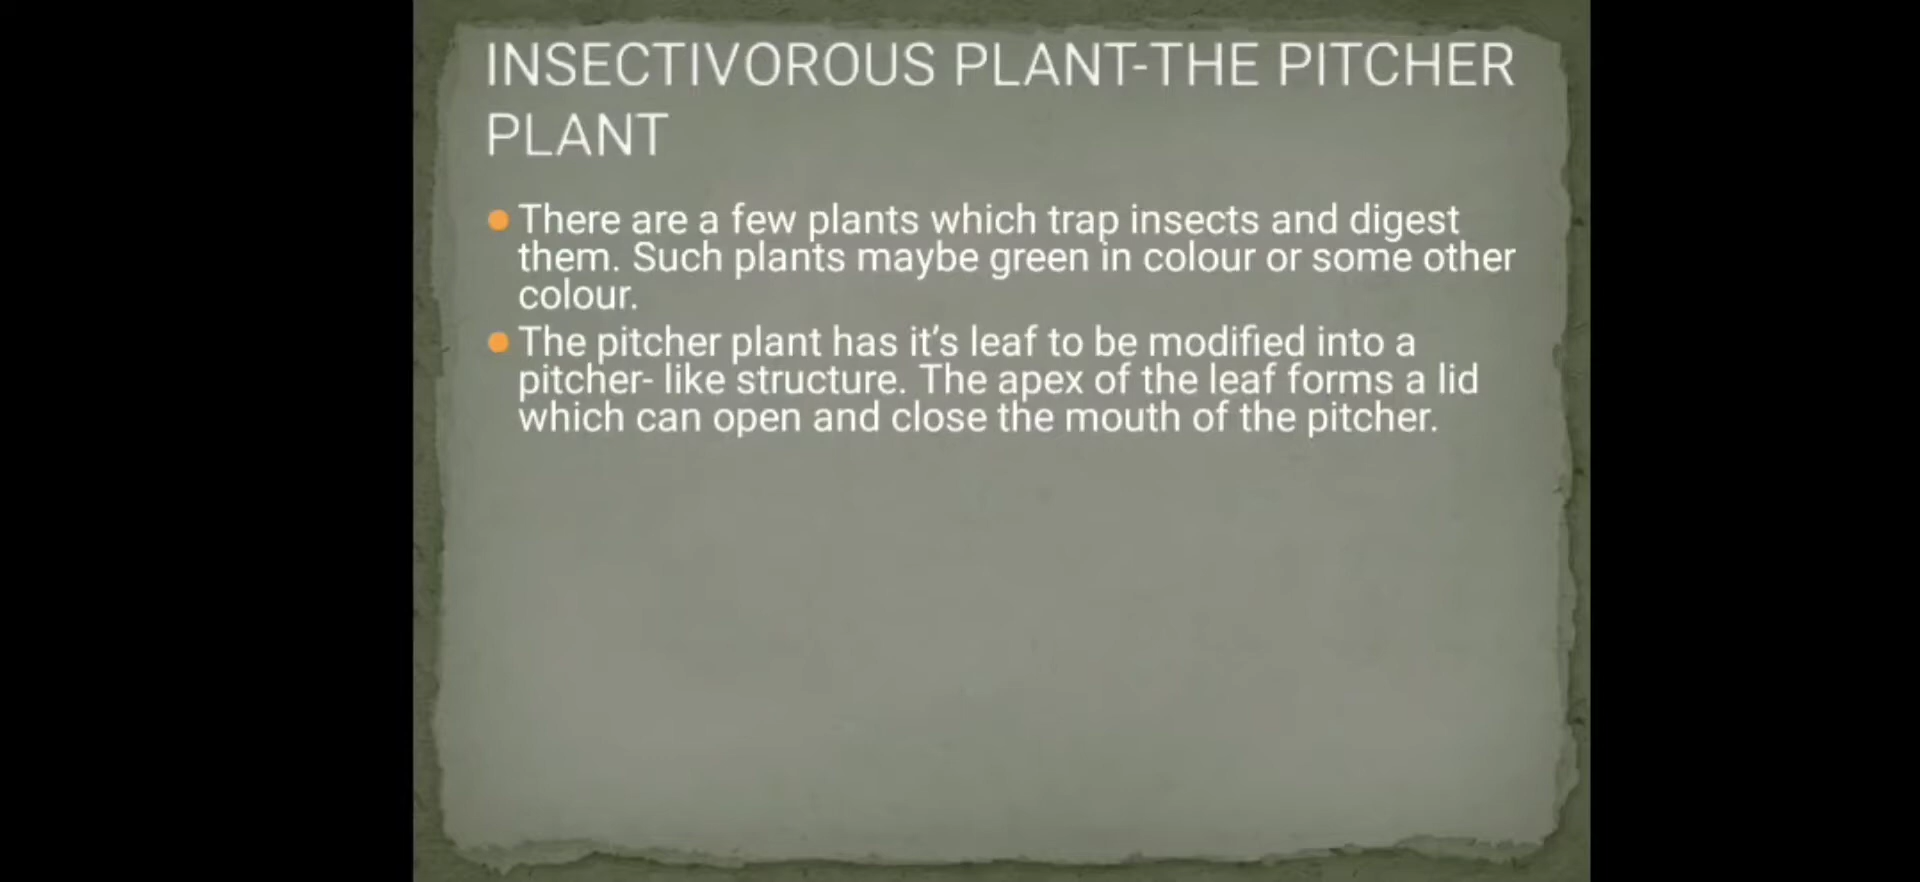 INSECTIVOROUS PLANT-THE PITCHER
PLANT
There are a few plants which trap insects and digest
them. Such plants maybe green in colour or some other
colour.
The pitcher plant has it's leaf to be modified into a
pitcher- like structure. The apex of the leaf forms a lid
which can open and close the mouth of the pitcher.